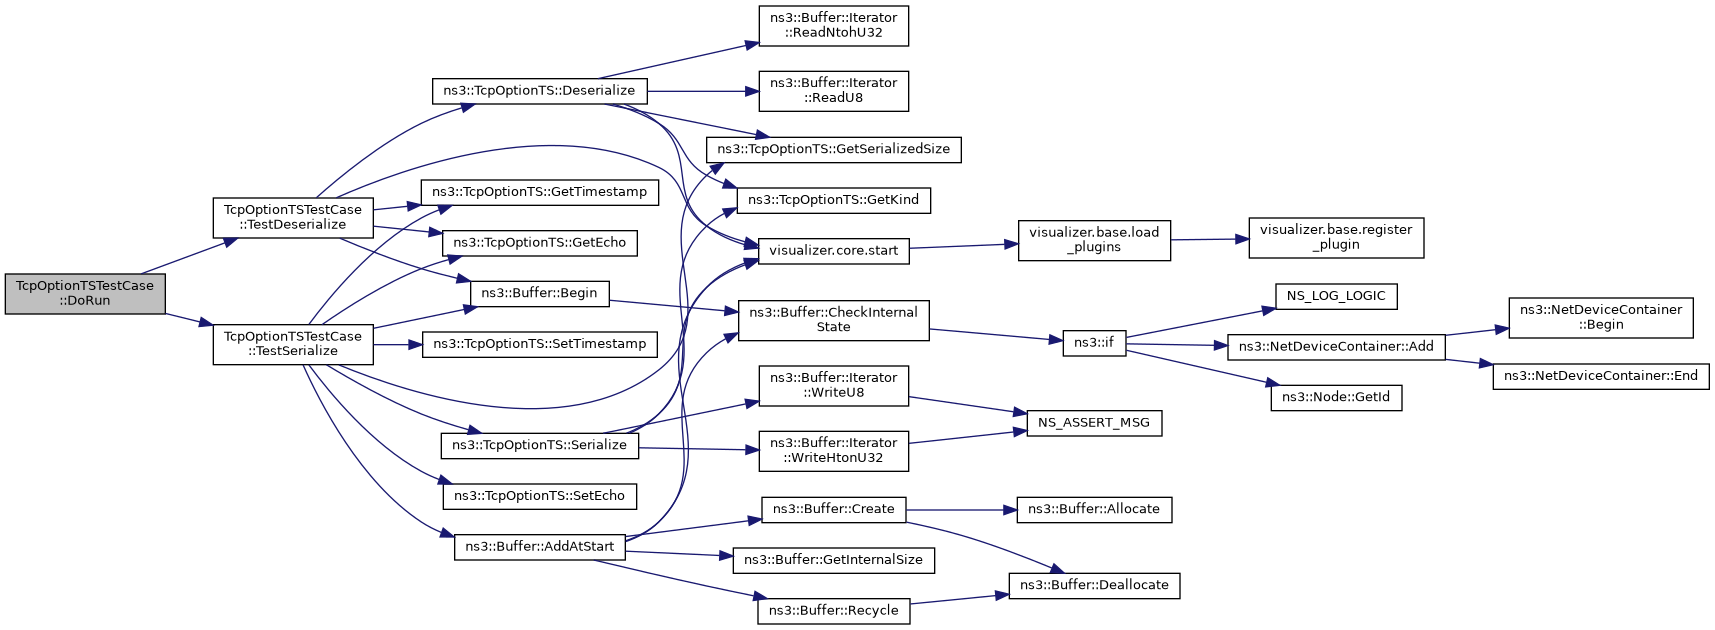 TcpOptionTSTestCase
::DoRun
TcpOptionTSTestCase
::TestDeserialize
TcpOptionTSTestCase
::TestSerialize
ns3::TcpOptionTS::Deserialize
ns3::TcpOptionTS::GetTimestamp
ns3::TcpOptionTS::GetEcho
ns3::Buffer::Begin
ns3::TcpOptionTS::SetTimestamp
ns3::TcpOptionTS::Serialize
ns3::TcpOptionTS::SetEcho
ns3::Buffer::AddAtStart
ns3::Buffer::Iterator
::ReadNtohU32
ns3::Buffer::Iterator
::ReadU8
ns3::TcpOptionTS::GetSerializedSize
ns3::TcpOptionTS::GetKind
visualizer.core.start
ns3::Buffer::CheckInternal
State
ns3::Buffer::Iterator
::WriteU8
ns3::Buffer::Iterator
::WriteHtonU32
ns3::Buffer::Create
ns3::Buffer::GetInternalSize
ns3::Buffer::Recycle
visualizer.base.load
_plugins
ns3::if
NS_ASSERT_MSG
ns3::Buffer::Allocate
ns3::Buffer::Deallocate
visualizer.base.register
_plugin
NS_LOG_LOGIC
ns3::NetDeviceContainer::Add
ns3::Node::GetId
ns3::NetDeviceContainer
::Begin
ns3::NetDeviceContainer::End